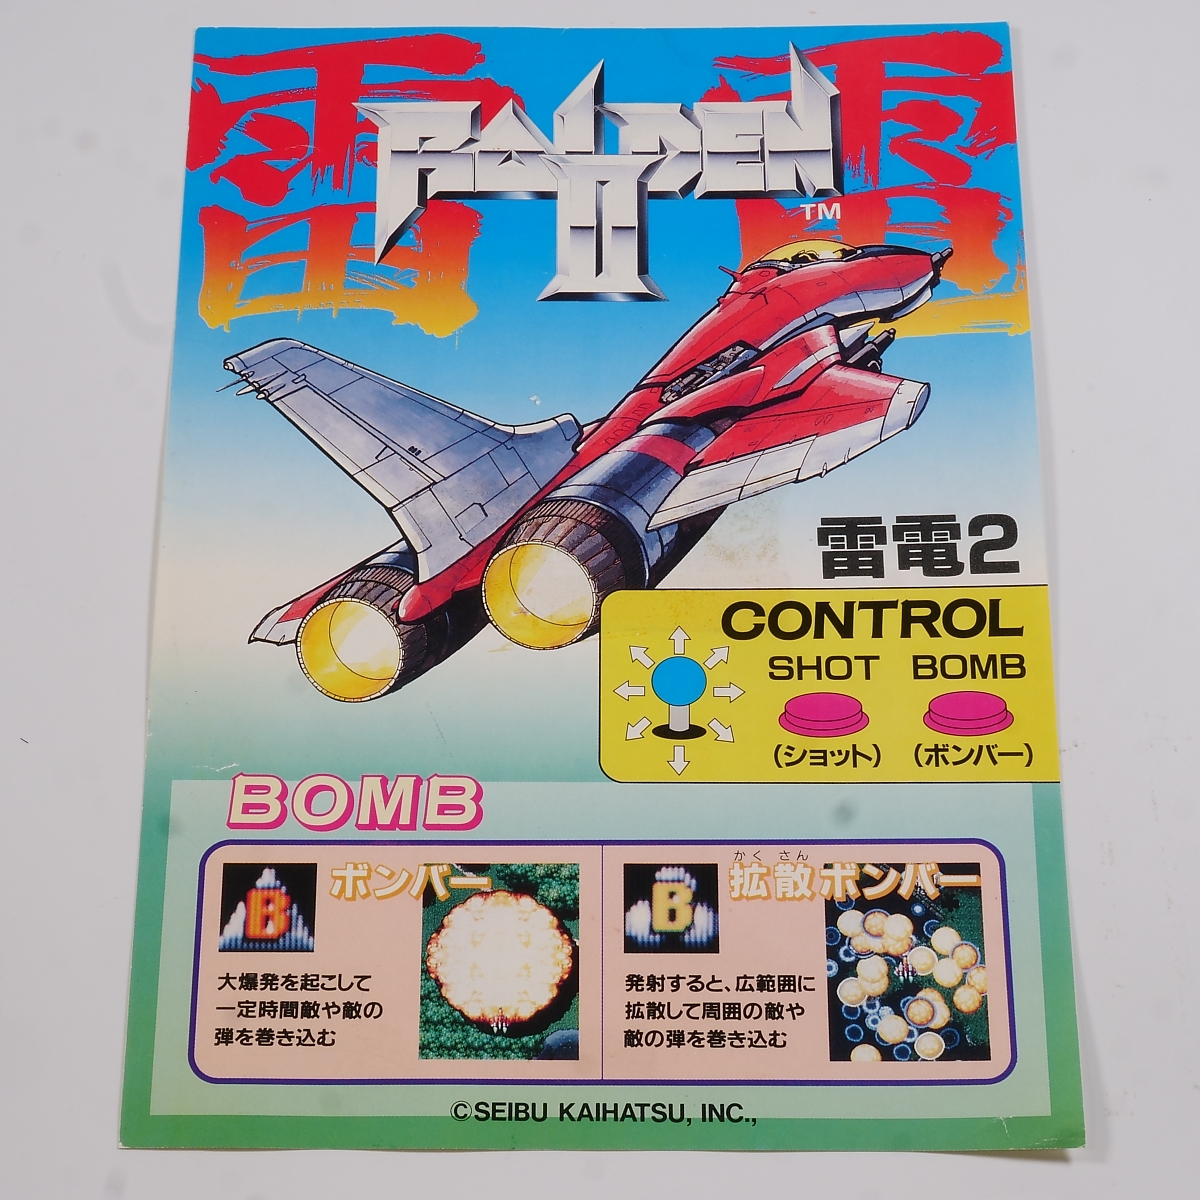 雷電
RAIDEN
II
TM
雷電2
CONTROL
SHOT BOMB
(ショット) (ボンバー)
BOMB
B
ボンバー
大爆発を起こして
一定時間敵や敵の
弾を巻き込む
B
かく さん
拡散ボンバー
発射すると、広範囲に
拡散して周囲の敵や
敵の弾を巻き込む
©SEIBU KAIHATSU, INC.,